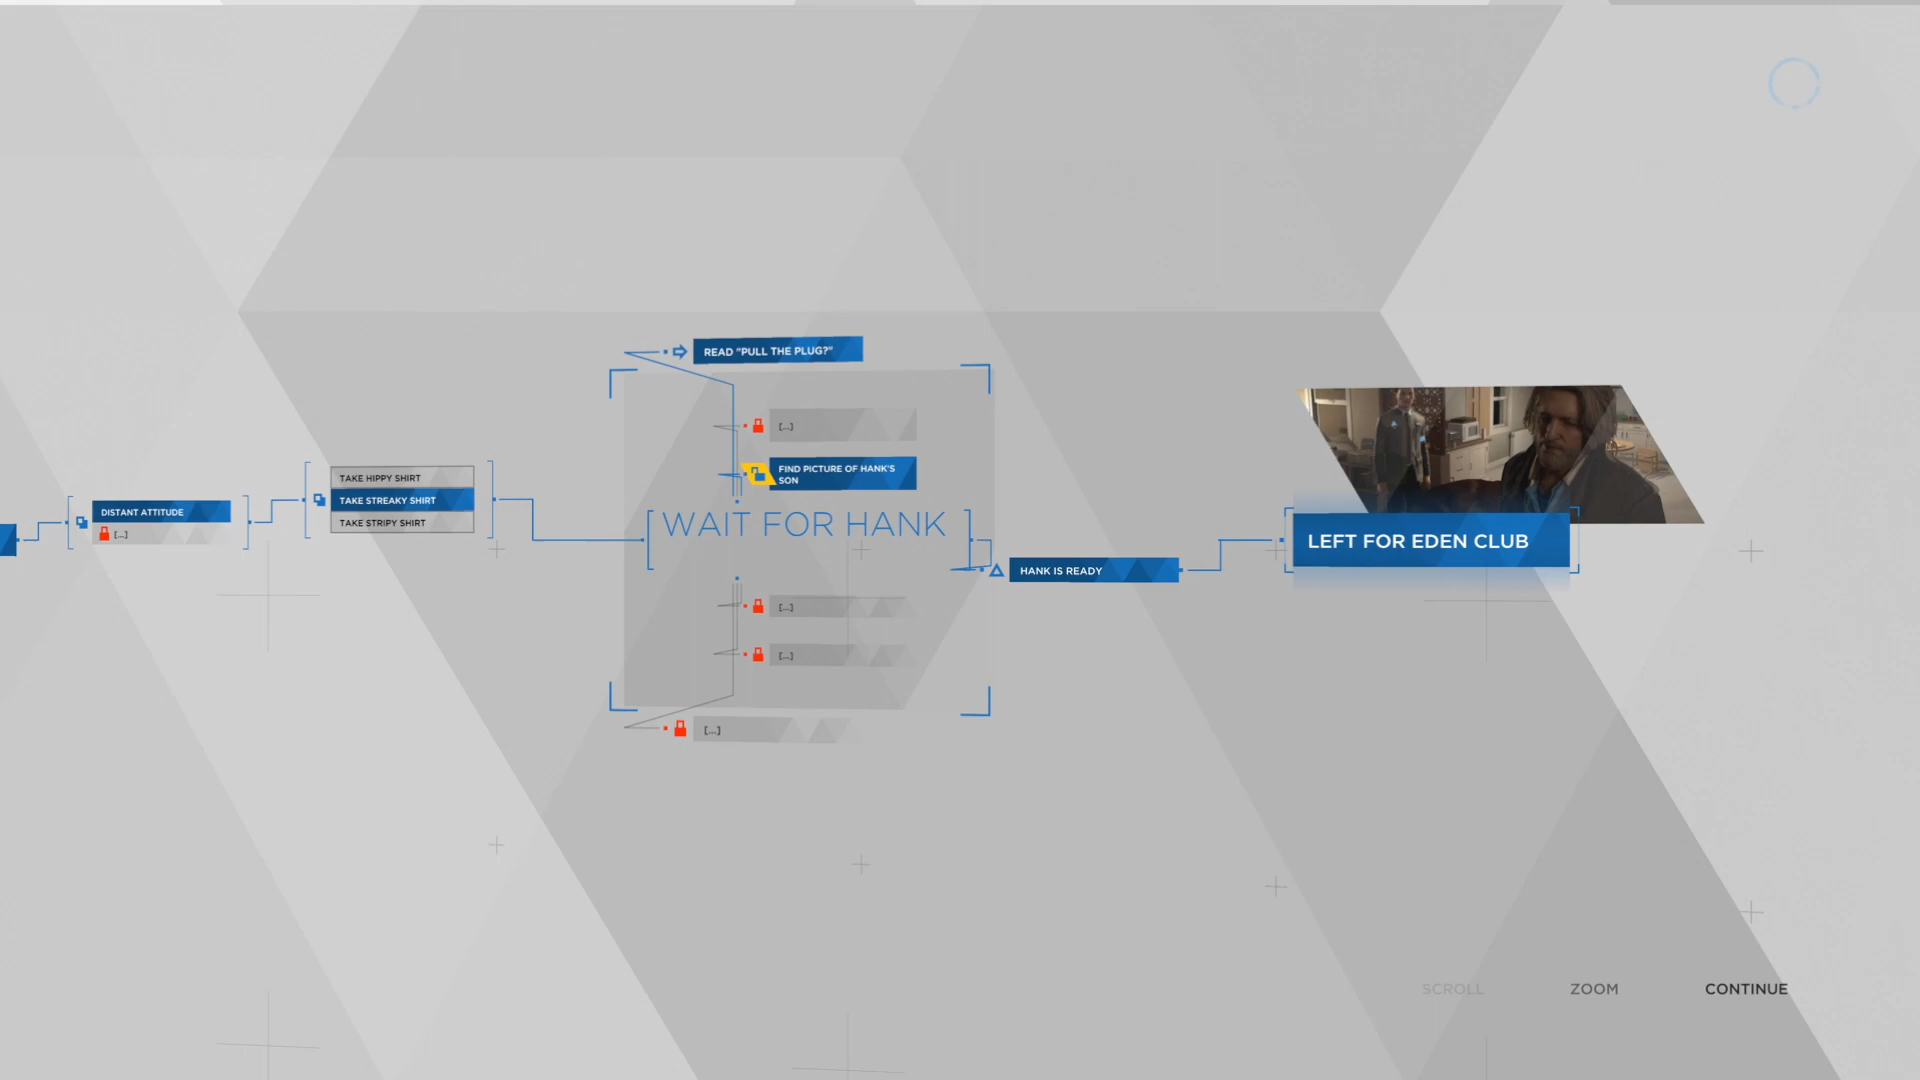 DISTANT ATTITUDE
[...]
TAKE HIPPY SHIRT
TAKE STREAKY SHIRT
TAKE STRIPY SHIRT
READ "PULL THE PLUG?"
[...]
FIND PICTURE OF HANK'S
SON
WAIT FOR HANK
[...]
[...]
[...]
HANK IS READY
LEFT FOR EDEN CLUB
SCROLL
ZOOM
CONTINUE